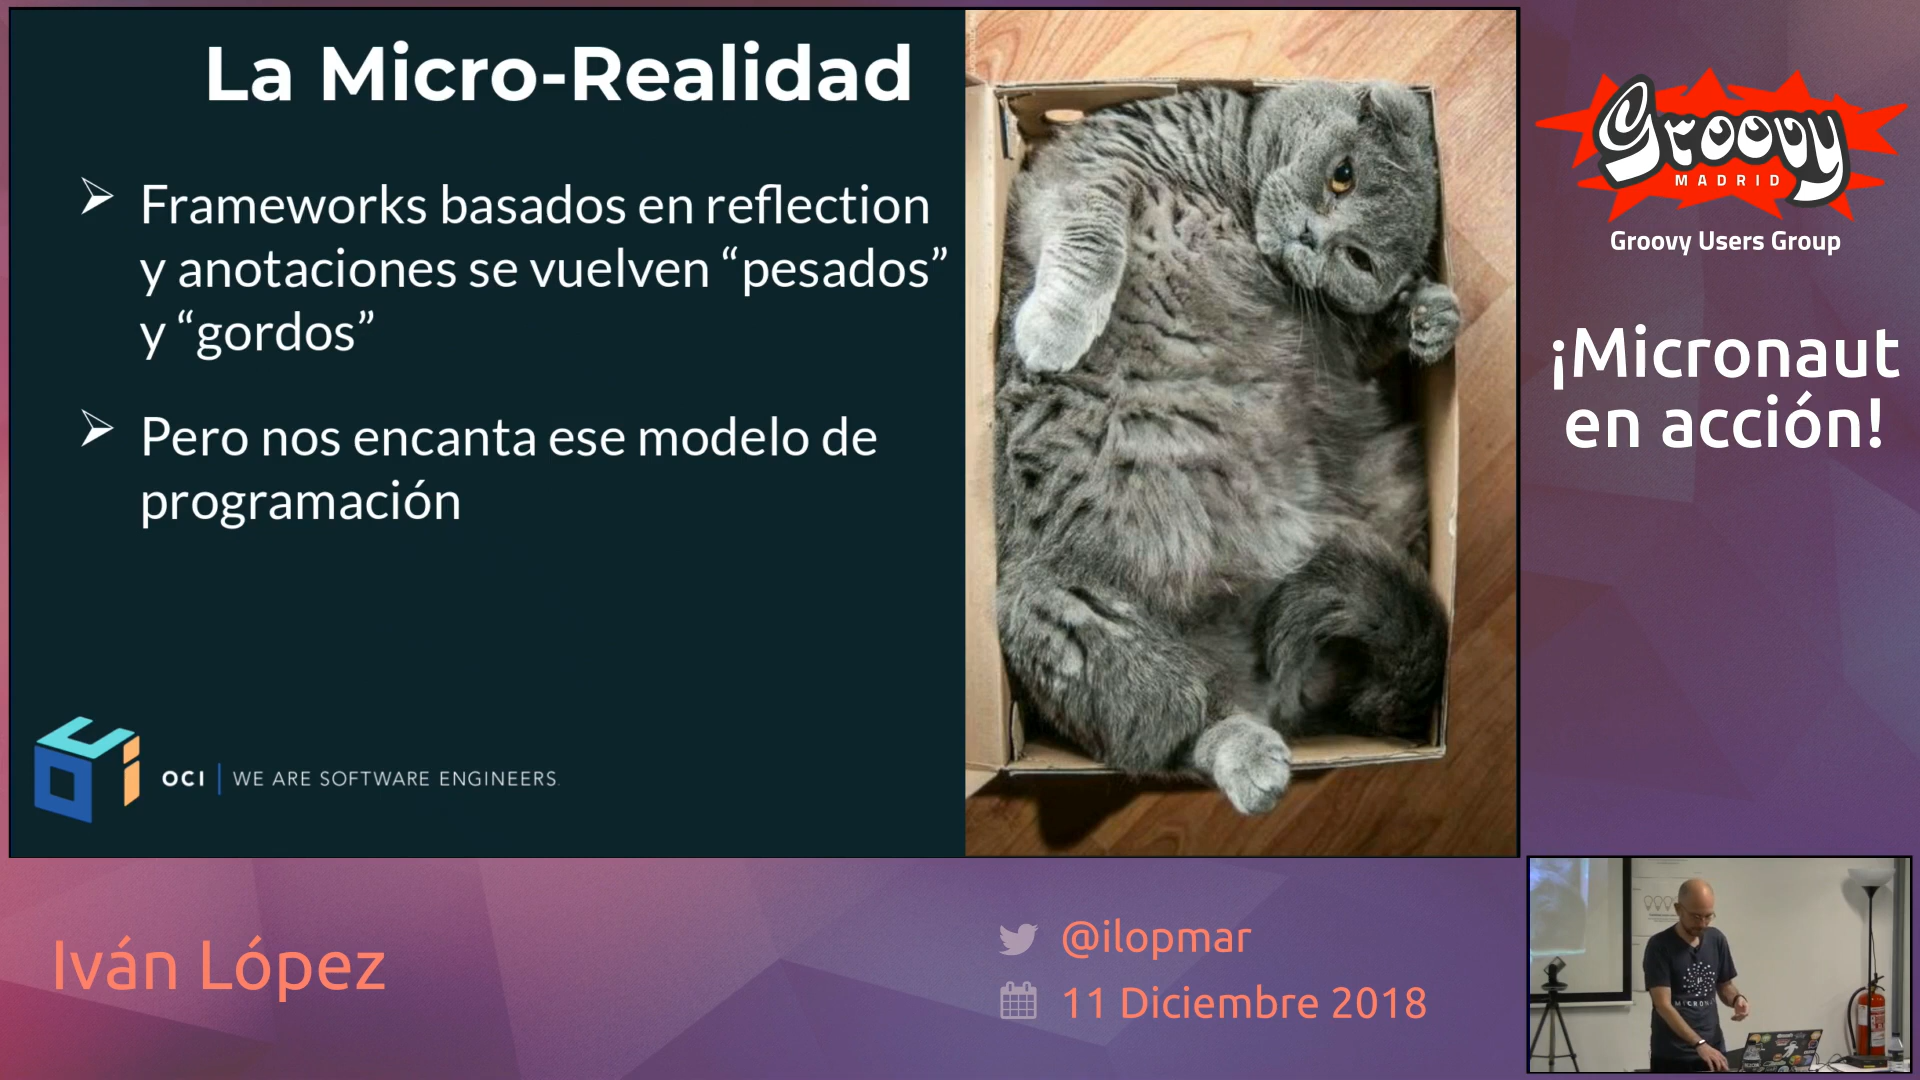 La Micro-Realidad
Frameworks basados en reflection
y anotaciones se vuelven “pesados”
y “gordos”
Pero nos encanta ese modelo de
programación
OCI | WE ARE SOFTWARE ENGINEERS.
Groovy
MADRID
Groovy Users Group
¡Micronaut
en acción!
Iván López
@ilopmar
11 Diciembre 2018